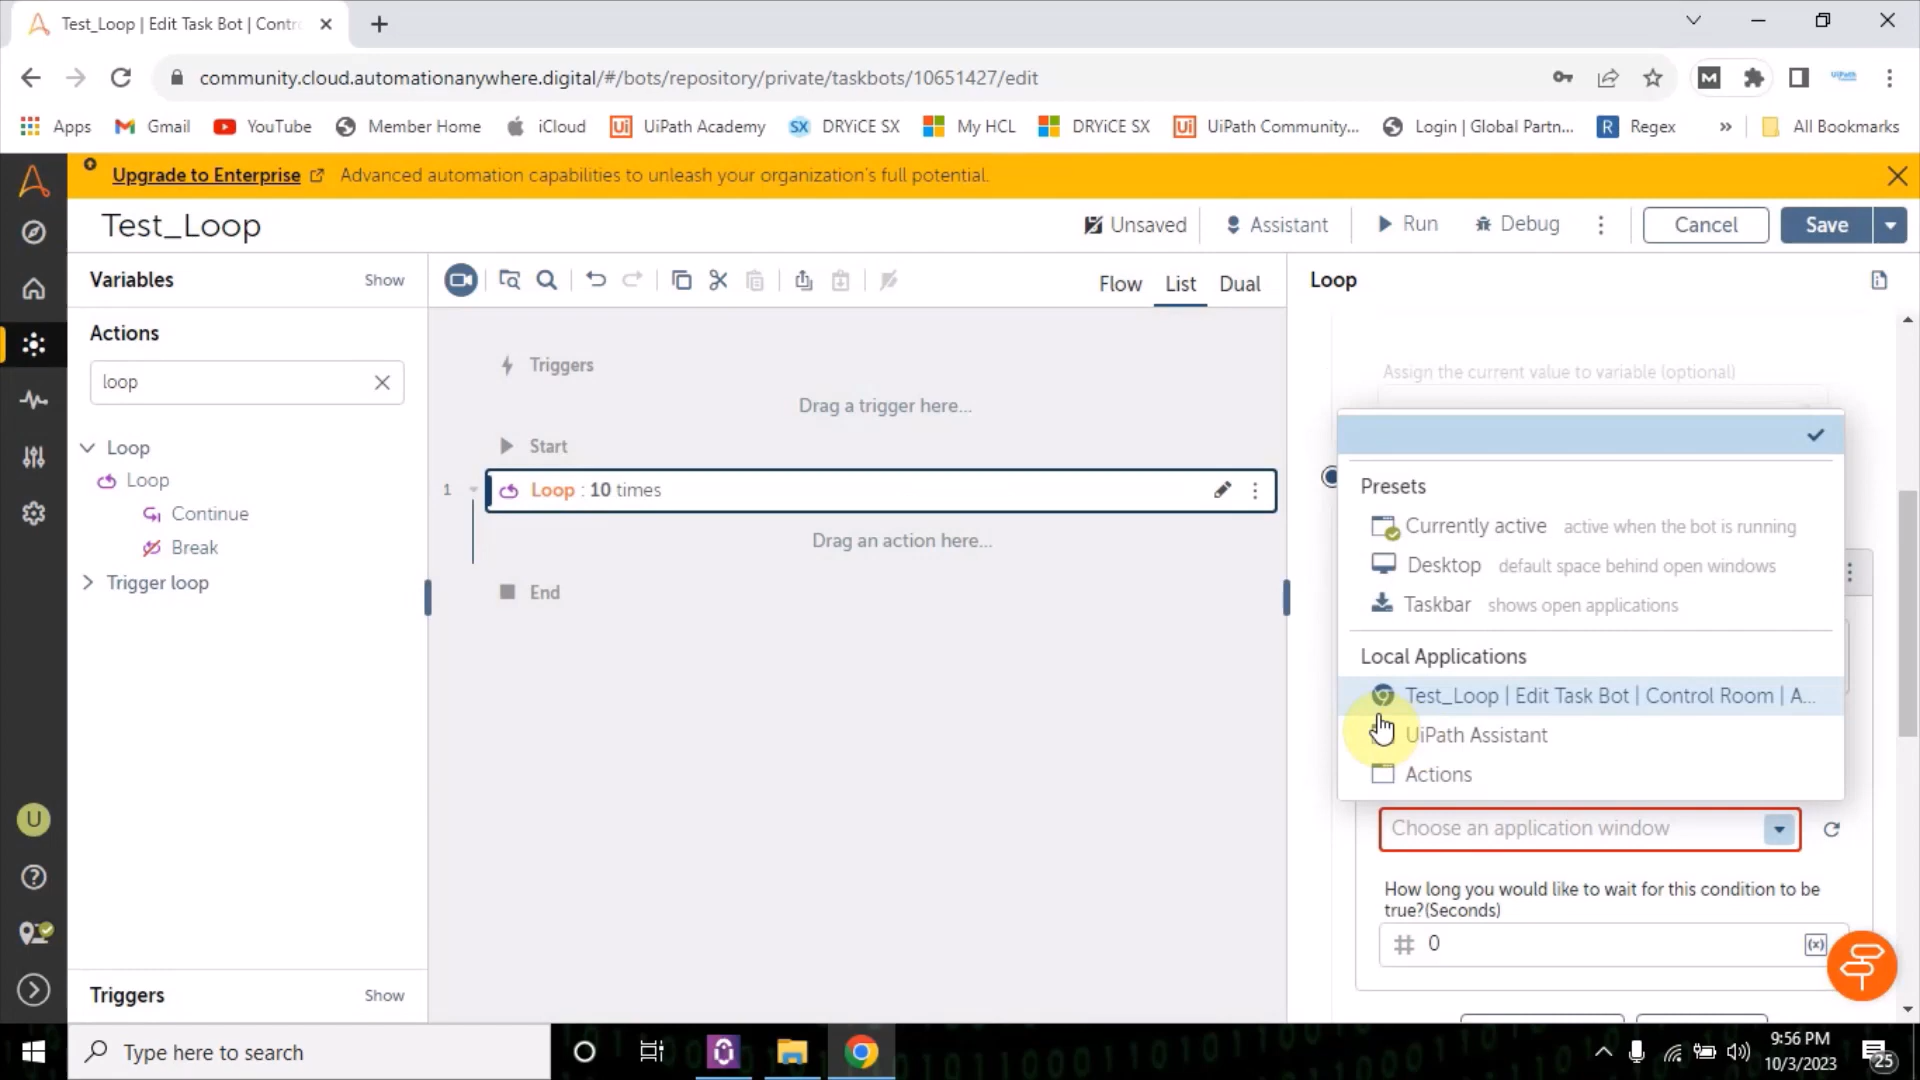 Test_Loop | Edit Task Bot | Contr
community.cloud.automationanywhere.digital/#/bots/repository/private/taskbots/10651427/edit
Apps
Gmail
YouTube
Member Home
iCloud
UiPath Academy
DRYiCE SX
My HCL
DRYiCE SX
UiPath Community...
Login | Global Partn...
Regex
»
All Bookmarks
Upgrade to Enterprise Advanced automation capabilities to unleash your organization's full potential.
Test_Loop
Unsaved
Assistant
Run
Debug
Cancel
Save
Variables
Show
Flow
List
Dual
Loop
Actions
loop
Loop
Loop
Continue
Break
Trigger loop
Triggers
Show
Triggers
Drag a trigger here...
Start
1
Loop : 10 times
Drag an action here...
End
Assign the current value to variable (optional)
Presets
Currently active active when the bot is running
Desktop default space behind open windows
Taskbar shows open applications
Local Applications
Test_Loop | Edit Task Bot | Control Room | A...
UiPath Assistant
Actions
Choose an application window
How long you would like to wait for this condition to be
true?(Seconds)
0
(x)
U
Type here to search
9:56 PM
10/3/2023
25